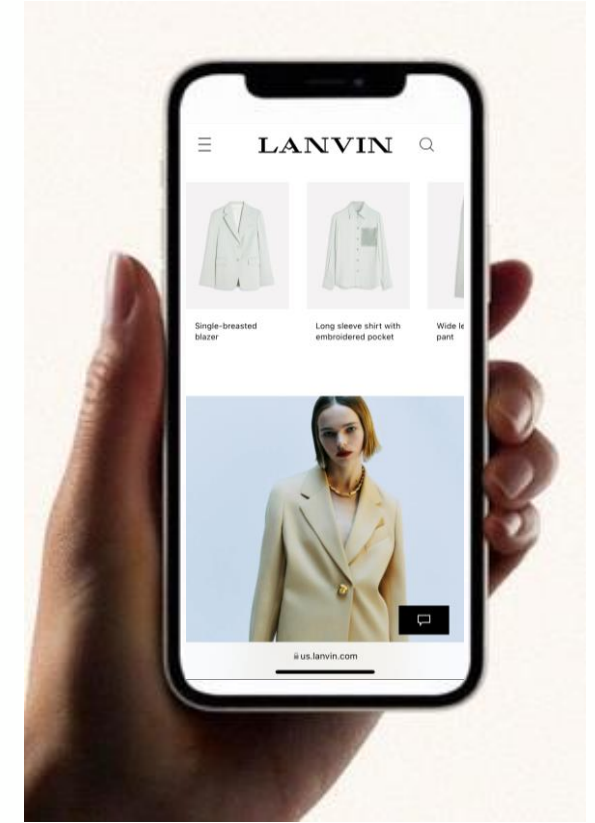 LANVIN
Single-breasted
blazer
Long sleeve shirt with
embroidered pocket
Wide le
pant
us.lanvin.com